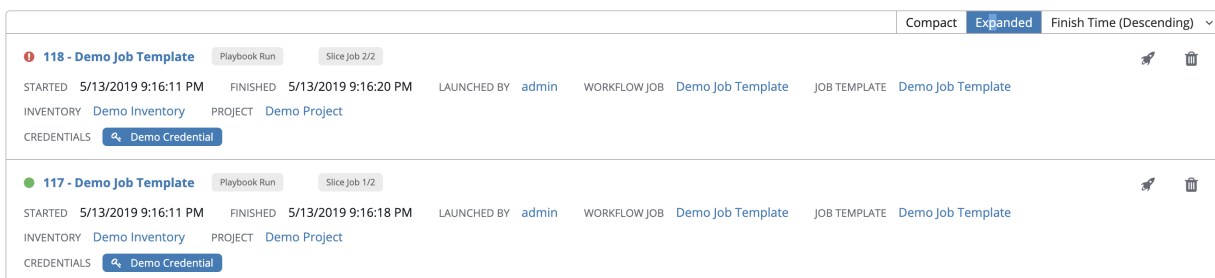 Compact Expanded Finish Time (Descending)
118 - Demo Job Template Playbook Run Slice Job 2/2
STARTED 5/13/2019 9:16:11 PM FINISHED 5/13/2019 9:16:20 PM LAUNCHED BY admin WORKFLOW JOB Demo Job Template JOB TEMPLATE Demo Job Template
INVENTORY Demo Inventory PROJECT Demo Project
CREDENTIALS Demo Credential
117 - Demo Job Template Playbook Run Slice Job 1/2
STARTED 5/13/2019 9:16:11 PM FINISHED 5/13/2019 9:16:18 PM LAUNCHED BY admin WORKFLOW JOB Demo Job Template JOB TEMPLATE Demo Job Template
INVENTORY Demo Inventory PROJECT Demo Project
CREDENTIALS Demo Credential